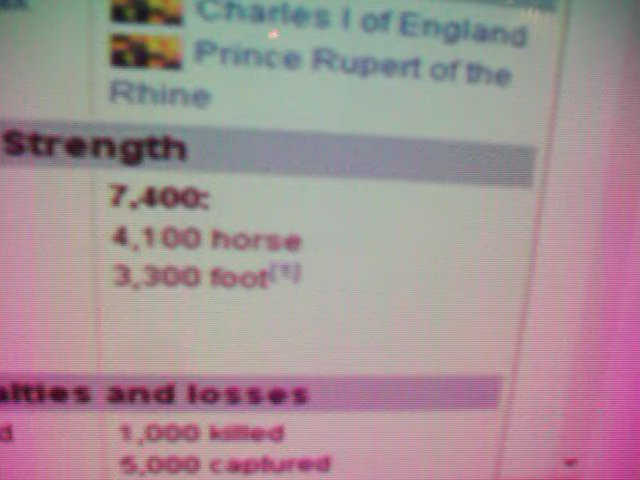 Charles I of England
Prince Rupert of the
Rhine
Strength
7,400:
4,100 horse
3,300 foot[1]
alties and losses
d 1,000 killed
5,000 captured